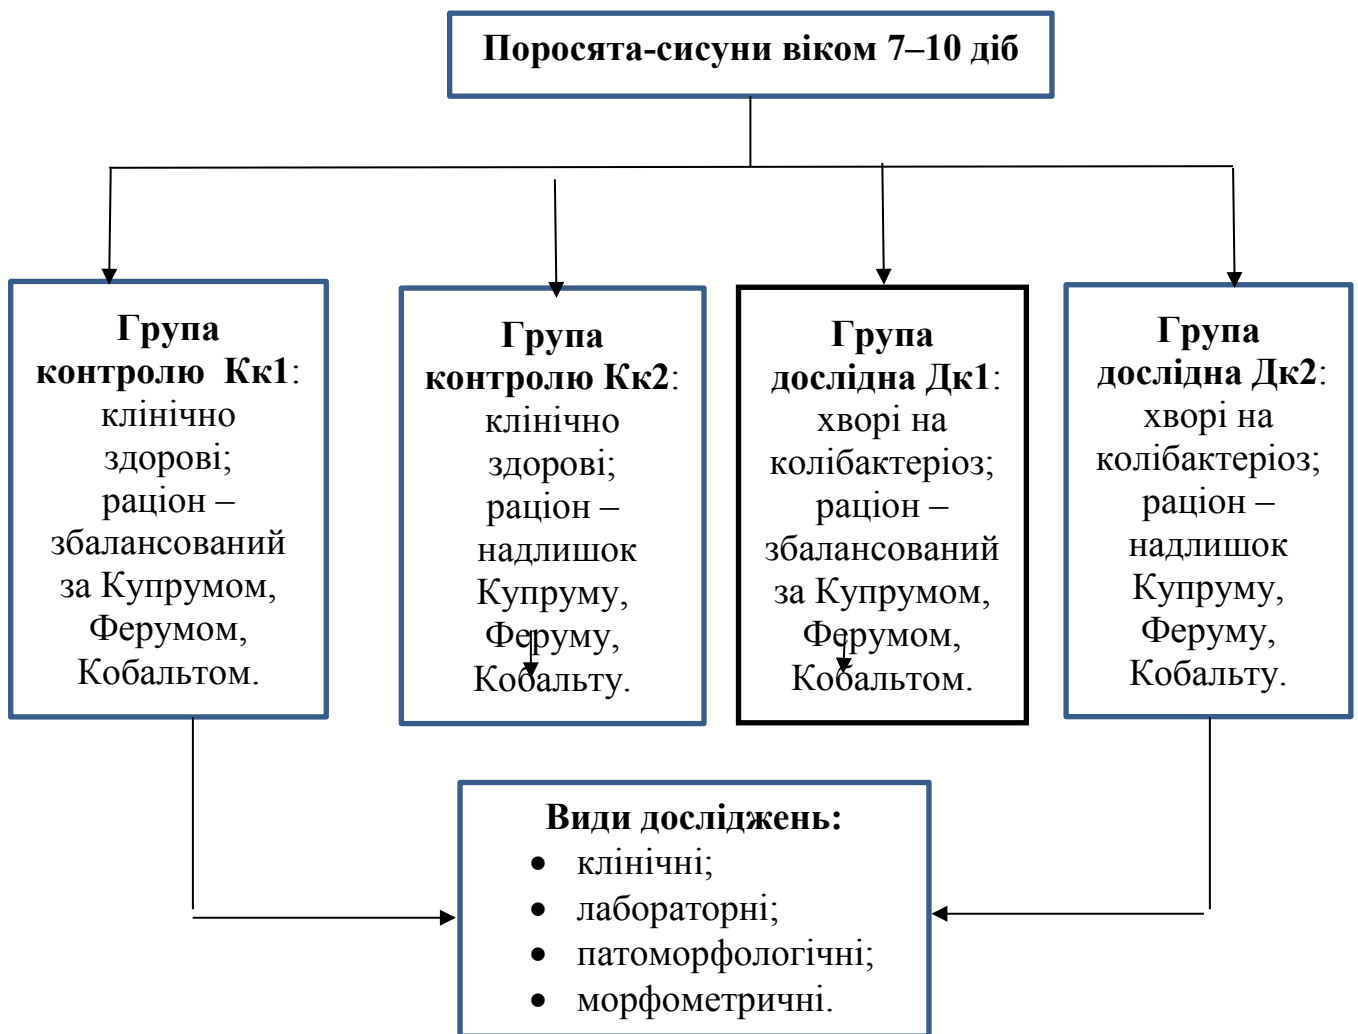 Поросята-сисуни віком 7–10 діб
Група
контролю Кк1:
клінічно
здорові;
раціон –
збалансований
за Купрумом,
Ферумом,
Кобальтом.
Група
контролю Кк2:
клінічно
здорові;
раціон –
надлишок
Купруму,
Феруму,
Кобальту.
Група
дослідна Дк1:
хворі на
колібактеріоз;
раціон –
збалансований
за Купрумом,
Ферумом,
Кобальтом.
Група
дослідна Дк2:
хворі на
колібактеріоз;
раціон –
надлишок
Купруму,
Феруму,
Кобальту.
Види досліджень:
• клінічні;
• лабораторні;
• патоморфологічні;
• морфометричні.